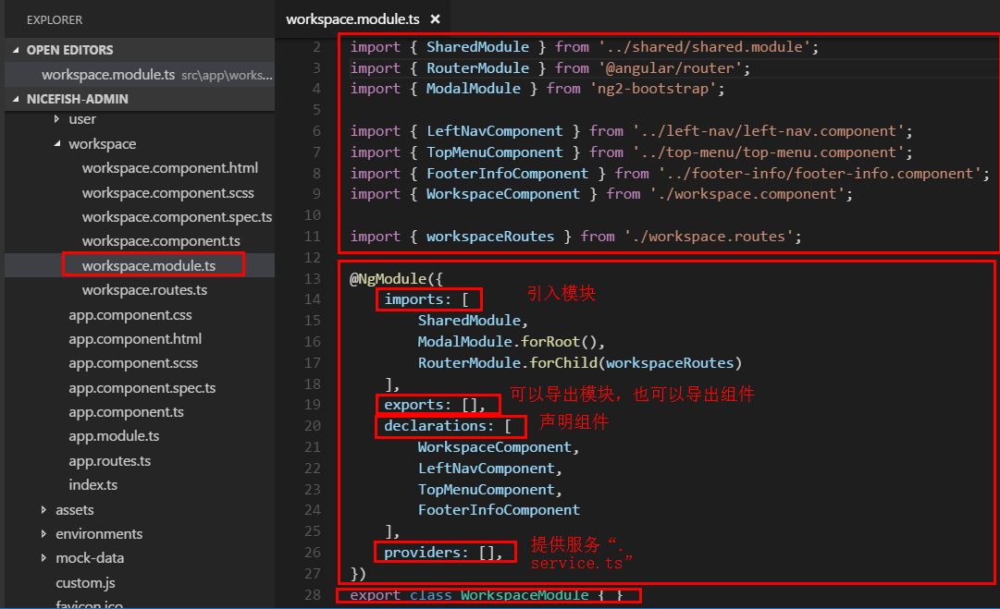 EXPLORER
OPEN EDITORS
workspace.module.ts src\app\works...
NICEFISH-ADMIN
user
workspace
workspace.component.html
workspace.component.scss
workspace.component.spec.ts
workspace.component.ts
workspace.module.ts
workspace.routes.ts
app.component.css
app.component.html
app.component.scss
app.component.spec.ts
app.component.ts
app.module.ts
app.routes.ts
index.ts
assets
environments
mock-data
custom.js
favicon.ico
workspace.module.ts ×
2 import { SharedModule } from '../shared/shared.module';
3 import { RouterModule } from '@angular/router';
4 import { ModalModule } from 'ng2-bootstrap';
5
6 import { LeftNavComponent } from '../left-nav/left-nav.component';
7 import { TopMenuComponent } from '../top-menu/top-menu.component';
8 import { FooterInfoComponent } from '../footer-info/footer-info.component';
9 import { WorkspaceComponent } from './workspace.component';
10
11 import { workspaceRoutes } from './workspace.routes';
12
13 @NgModule({
14 imports: [ 引入模块
15 SharedModule,
16 ModalModule.forRoot(),
17 RouterModule.forChild(workspaceRoutes)
18 ],
19 exports: [], 可以导出模块，也可以导出组件
20 declarations: [ 声明组件
21 WorkspaceComponent,
22 LeftNavComponent,
23 TopMenuComponent,
24 FooterInfoComponent
25 ],
26 providers: [], 提供服务“.
service.ts”
27 })
28 export class WorkspaceModule { }